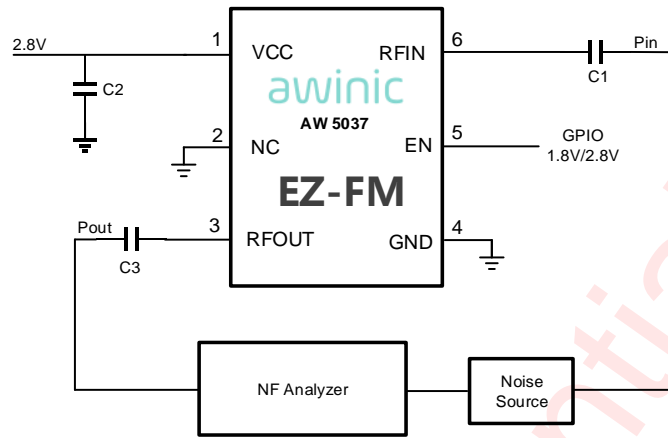 2.8V
1
VCC
RFIN
6
Pin
C2
awinic
C1
AW 5037
2
NC
EN
5
GPIO
1.8V/2.8V
EZ-FM
Pout
3
RFOUT
GND
4
C3
NF Analyzer
Noise
Source